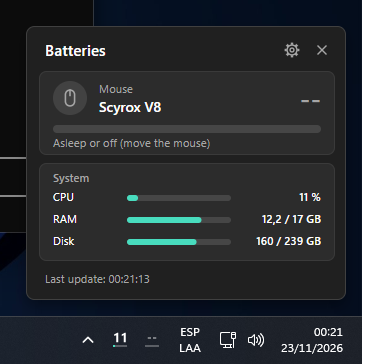 Batteries
Mouse
Scyrox V8
--
Asleep or off (move the mouse)
System
CPU 11 %
RAM 12,2 / 17 GB
Disk 160 / 239 GB
Last update: 00:21:13
11 -- ESP 00:21
LAA 23/11/2026